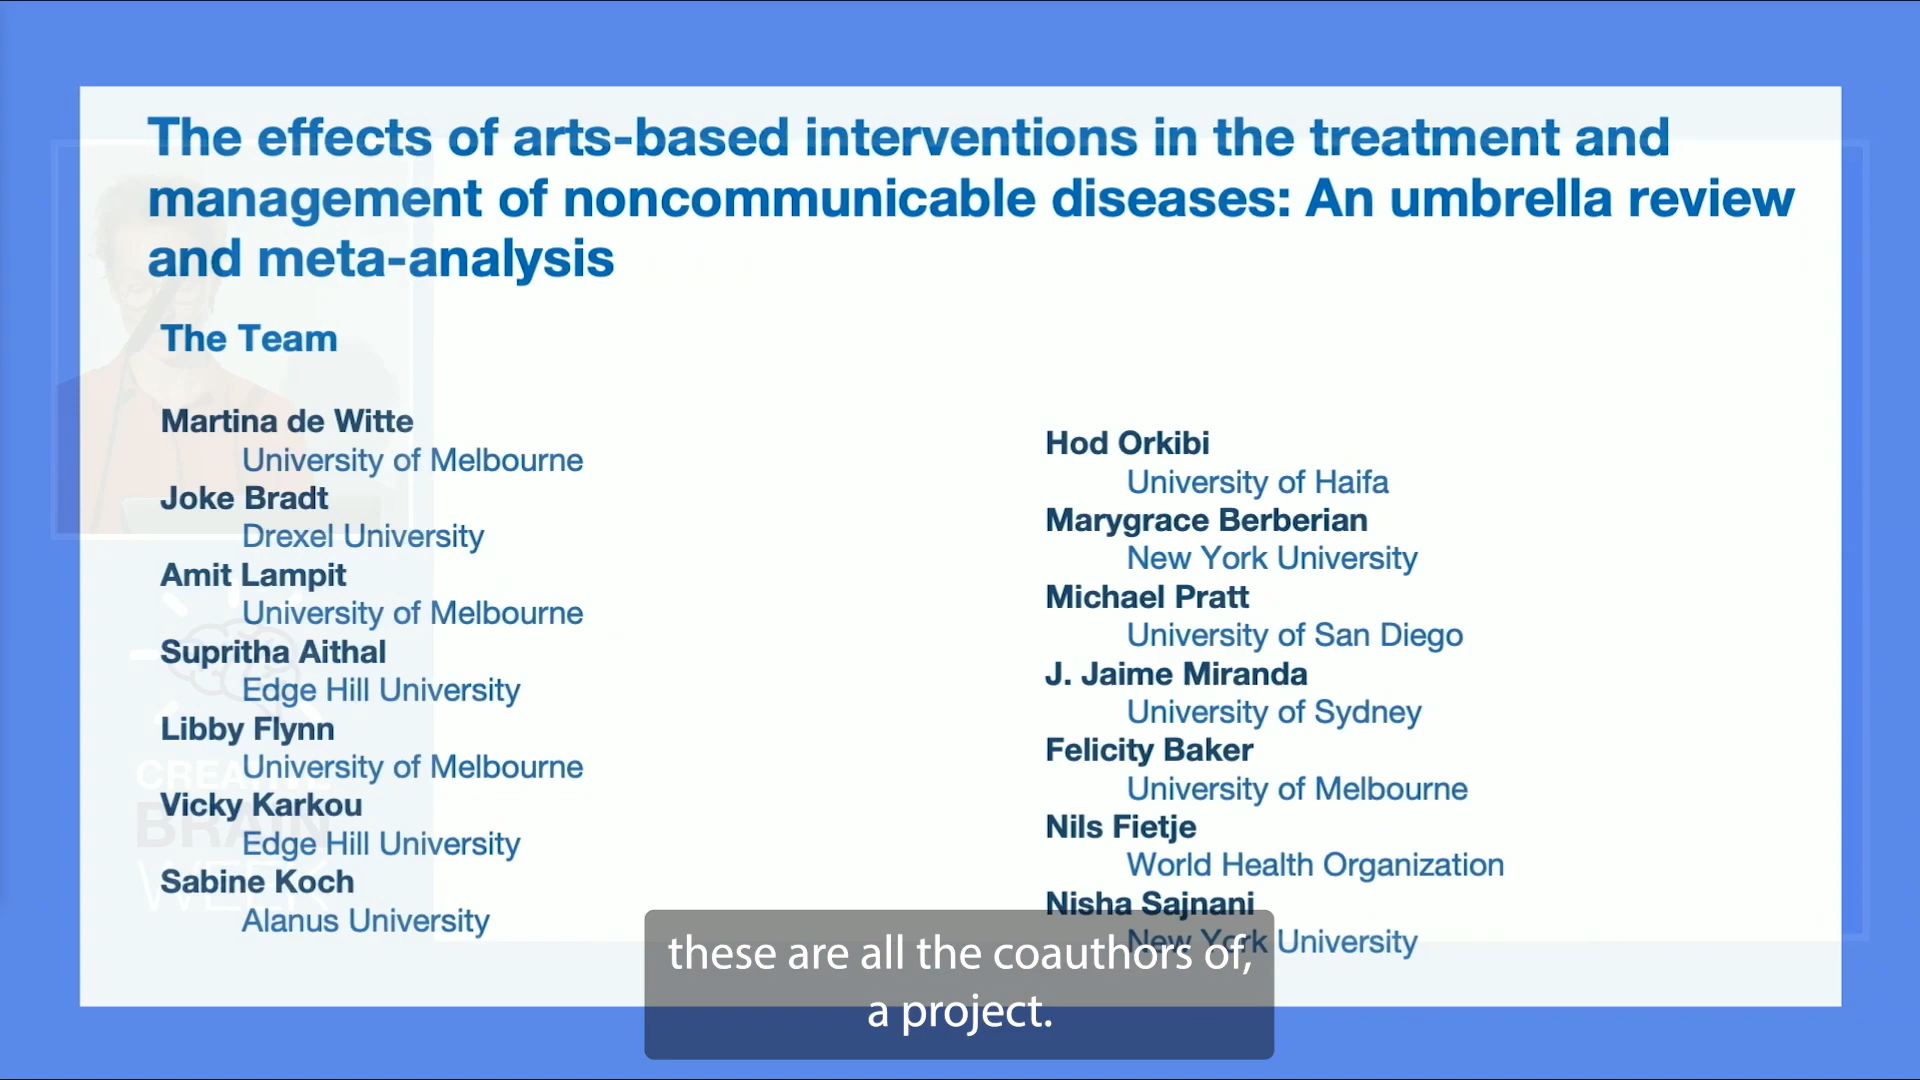 The effects of arts-based interventions in the treatment and
management of noncommunicable diseases: An umbrella review
and meta-analysis
The Team
Martina de Witte
University of Melbourne
Joke Bradt
Drexel University
Amit Lampit
University of Melbourne
Supritha Aithal
Edge Hill University
Libby Flynn
University of Melbourne
Vicky Karkou
Edge Hill University
Sabine Koch
Alanus University
Hod Orkibi
University of Haifa
Marygrace Berberian
New York University
Michael Pratt
University of San Diego
J. Jaime Miranda
University of Sydney
Felicity Baker
University of Melbourne
Nils Fietje
World Health Organization
Nisha Sajnani
New York University
CREATIVE
BRAIN
WEEK
these are all the coauthors of,
a project.